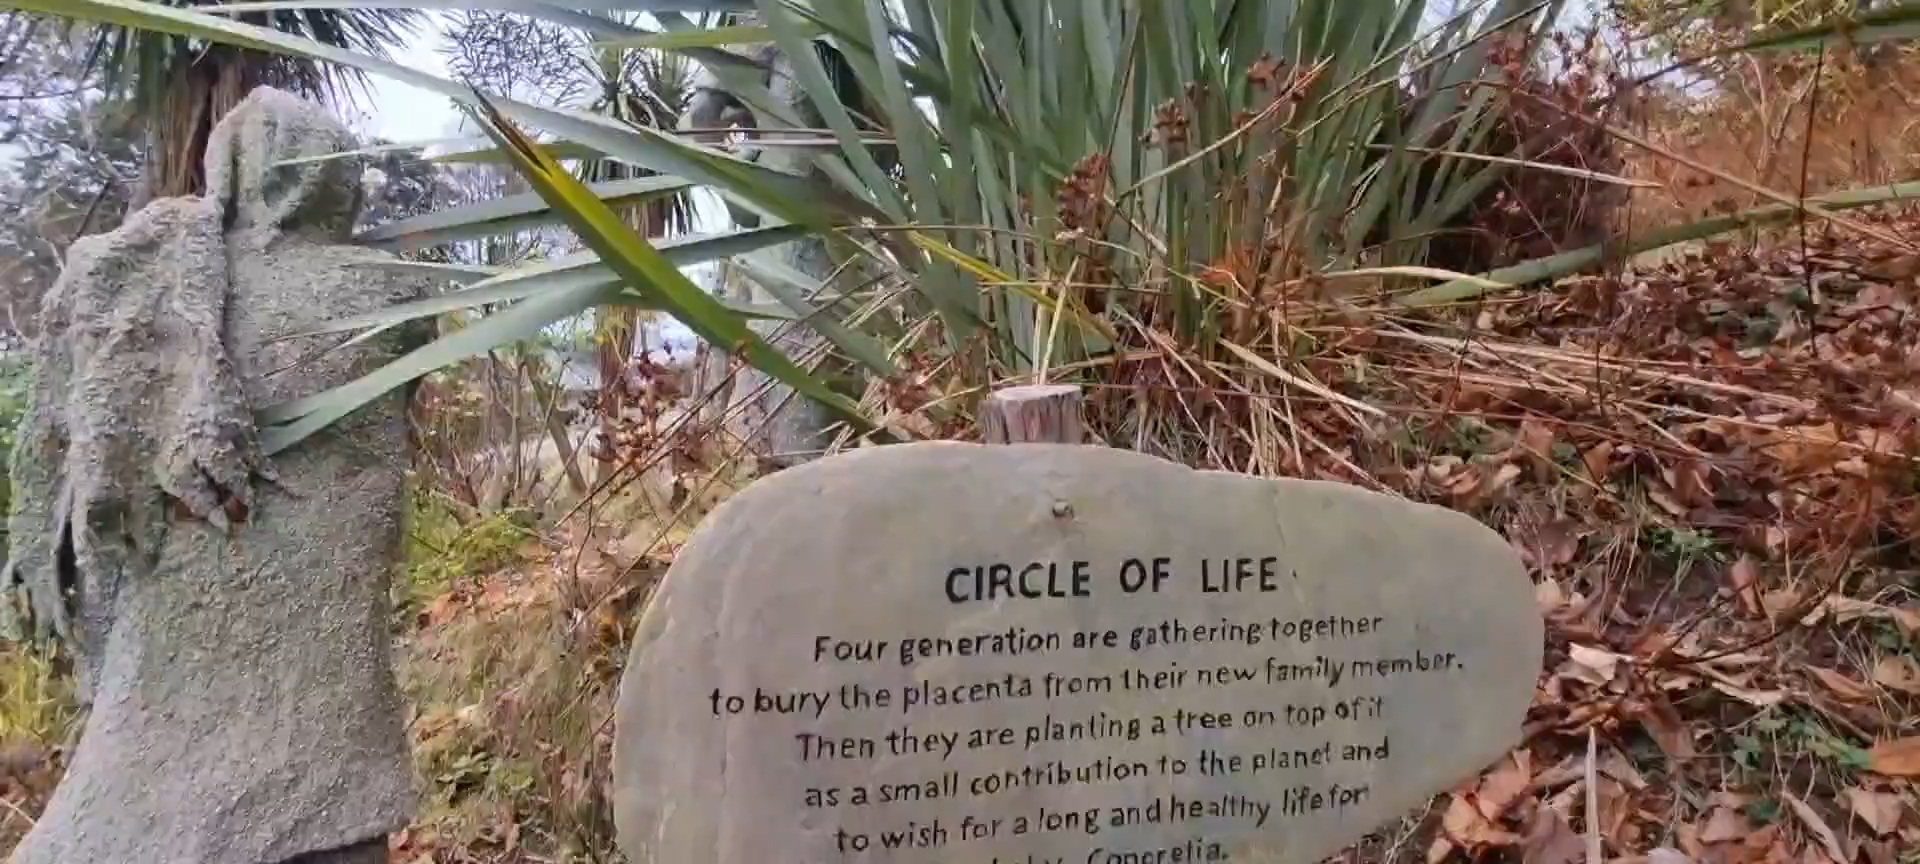 CIRCLE OF LIFE
Four generation are gathering together
to bury the placenta from their new family member.
Then they are planting a tree on top of it
as a small contribution to the planet and
to wish for a long and healthy life for
Concretia.